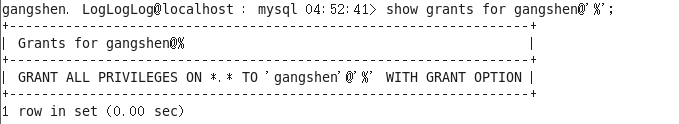 gangshen. LogLogLog@localhost : mysql 04:52:41> show grants for gangshen@'%';
+--------------------------------------------------------------+
| Grants for gangshen@% |
+--------------------------------------------------------------+
| GRANT ALL PRIVILEGES ON *.* TO 'gangshen'@'%' WITH GRANT OPTION |
+--------------------------------------------------------------+
1 row in set (0.00 sec)